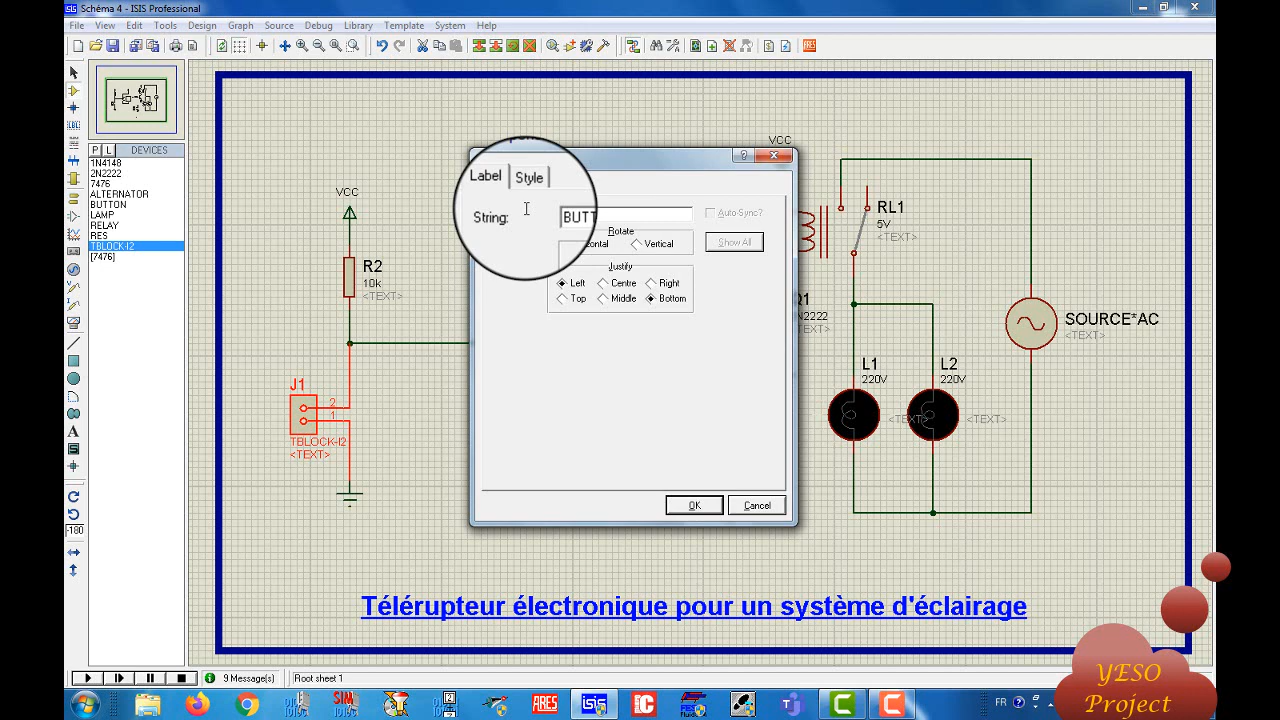 Schéma 4 - ISIS Professional
File View Edit Tools Design Graph Source Debug Library Template System Help
P L DEVICES
1N4148
2N2222
7476
ALTERNATOR
BUTTON
LAMP
RELAY
RES
TBLOCK-I2
[7476]
-180
VCC
R2
10k
<TEXT>
J1
2
1
TBLOCK-I2
<TEXT>
VCC
Label Style
String: BUTT
Auto-Sync?
Rotate
Vertical
Show All
Justify
Left Centre Right
Top Middle Bottom
OK Cancel
RL1
5V
<TEXT>
SOURCE*AC
<TEXT>
L1
220V
<TEXT>
L2
220V
<TEXT>
Télérupteur électronique pour un système d'éclairage
9 Message(s) Root sheet 1
ARES
isis
FR
YESO
Project